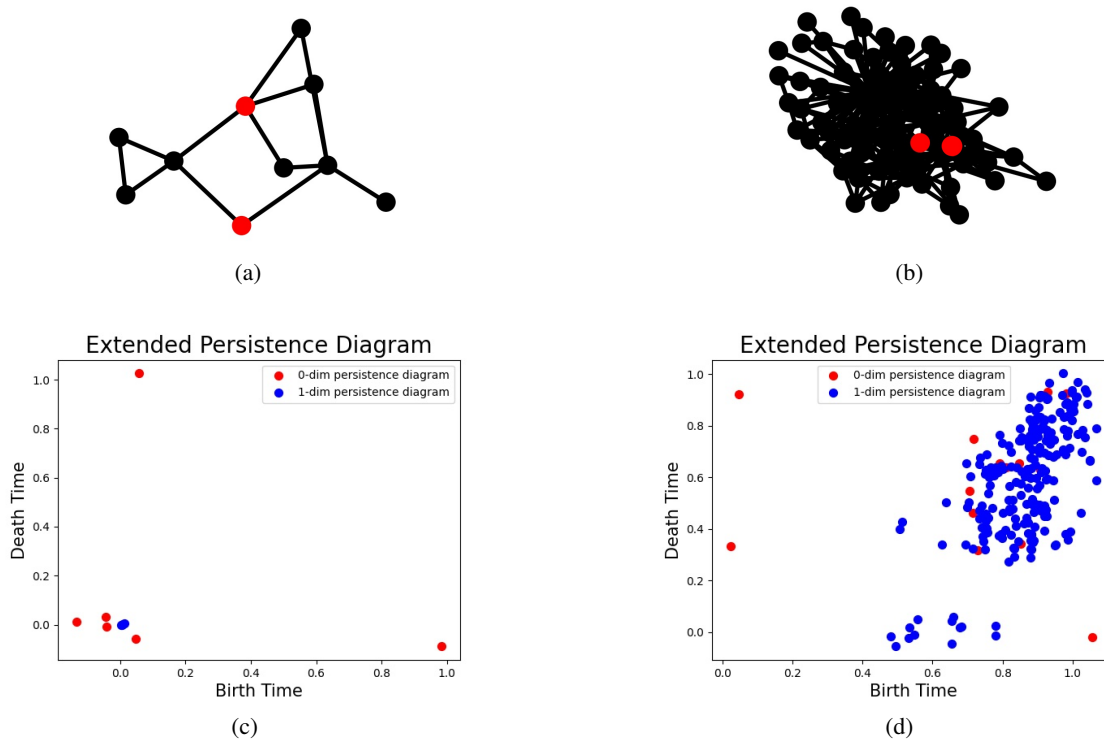 (a)
(b)
Extended Persistence Diagram
0-dim persistence diagram
1-dim persistence diagram
1.0
0.8
0.6
0.4
0.2
0.0
Death Time
0.0 0.2 0.4 0.6 0.8 1.0
Birth Time
(c)
Extended Persistence Diagram
0-dim persistence diagram
1-dim persistence diagram
1.0
0.8
0.6
0.4
0.2
0.0
Death Time
0.0 0.2 0.4 0.6 0.8 1.0
Birth Time
(d)